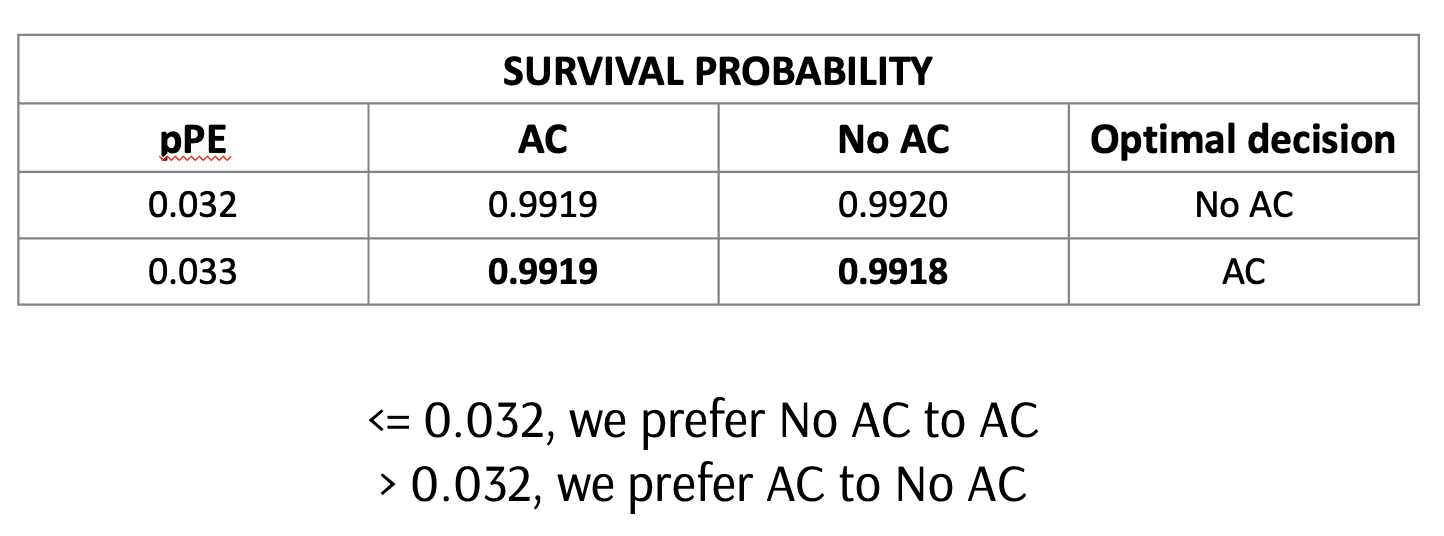 SURVIVAL PROBABILITY
pPE AC No AC Optimal decision
0.032 0.9919 0.9920 No AC
0.033 0.9919 0.9918 AC
<= 0.032, we prefer No AC to AC
> 0.032, we prefer AC to No AC